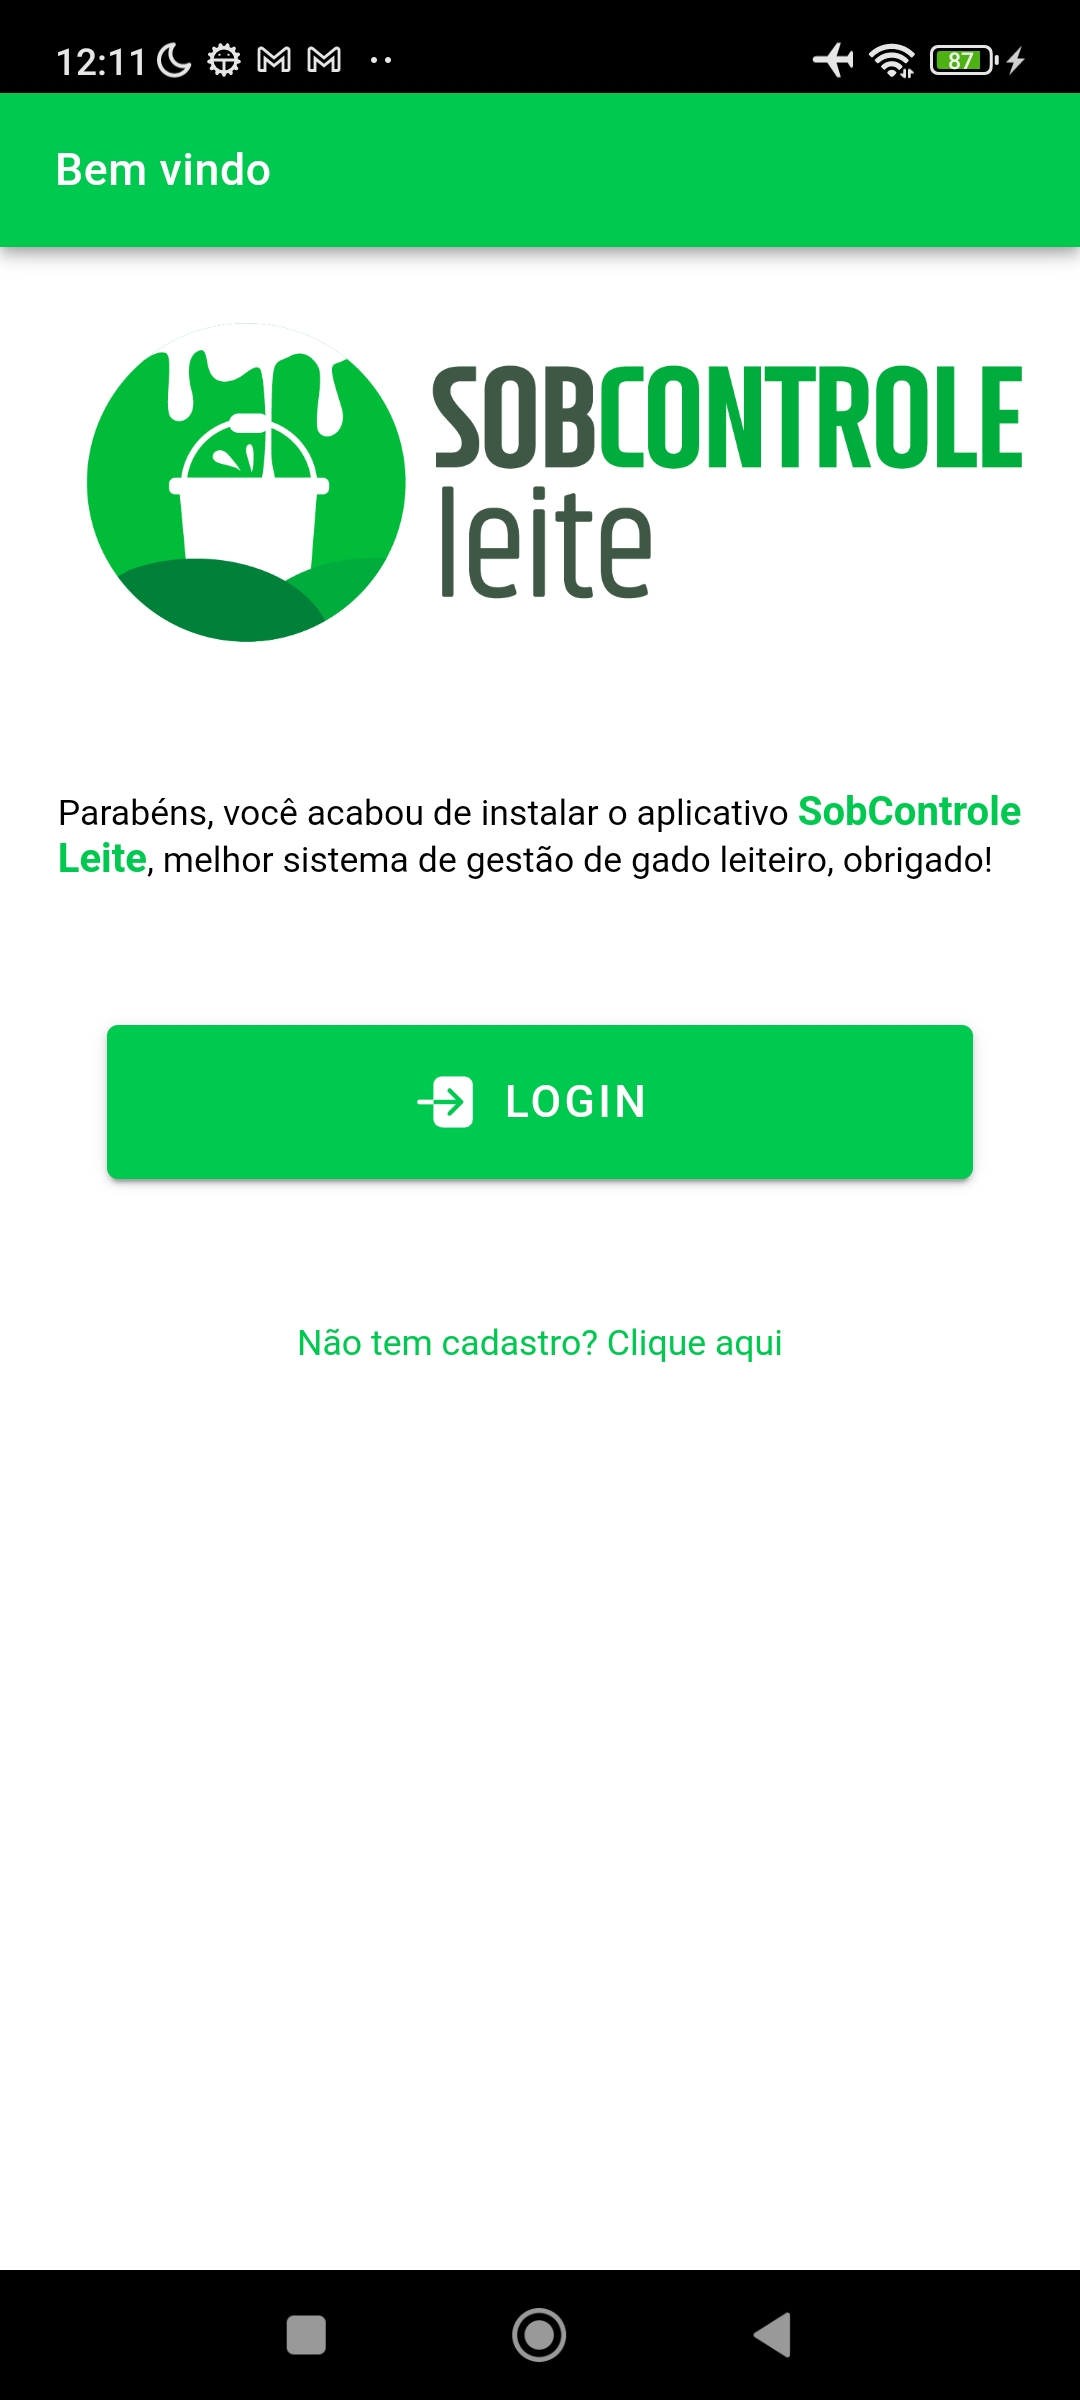 12:11
87
Bem vindo
SOBCONTROLE
leite
Parabéns, você acabou de instalar o aplicativo SobControle
Leite, melhor sistema de gestão de gado leiteiro, obrigado!
LOGIN
Não tem cadastro? Clique aqui